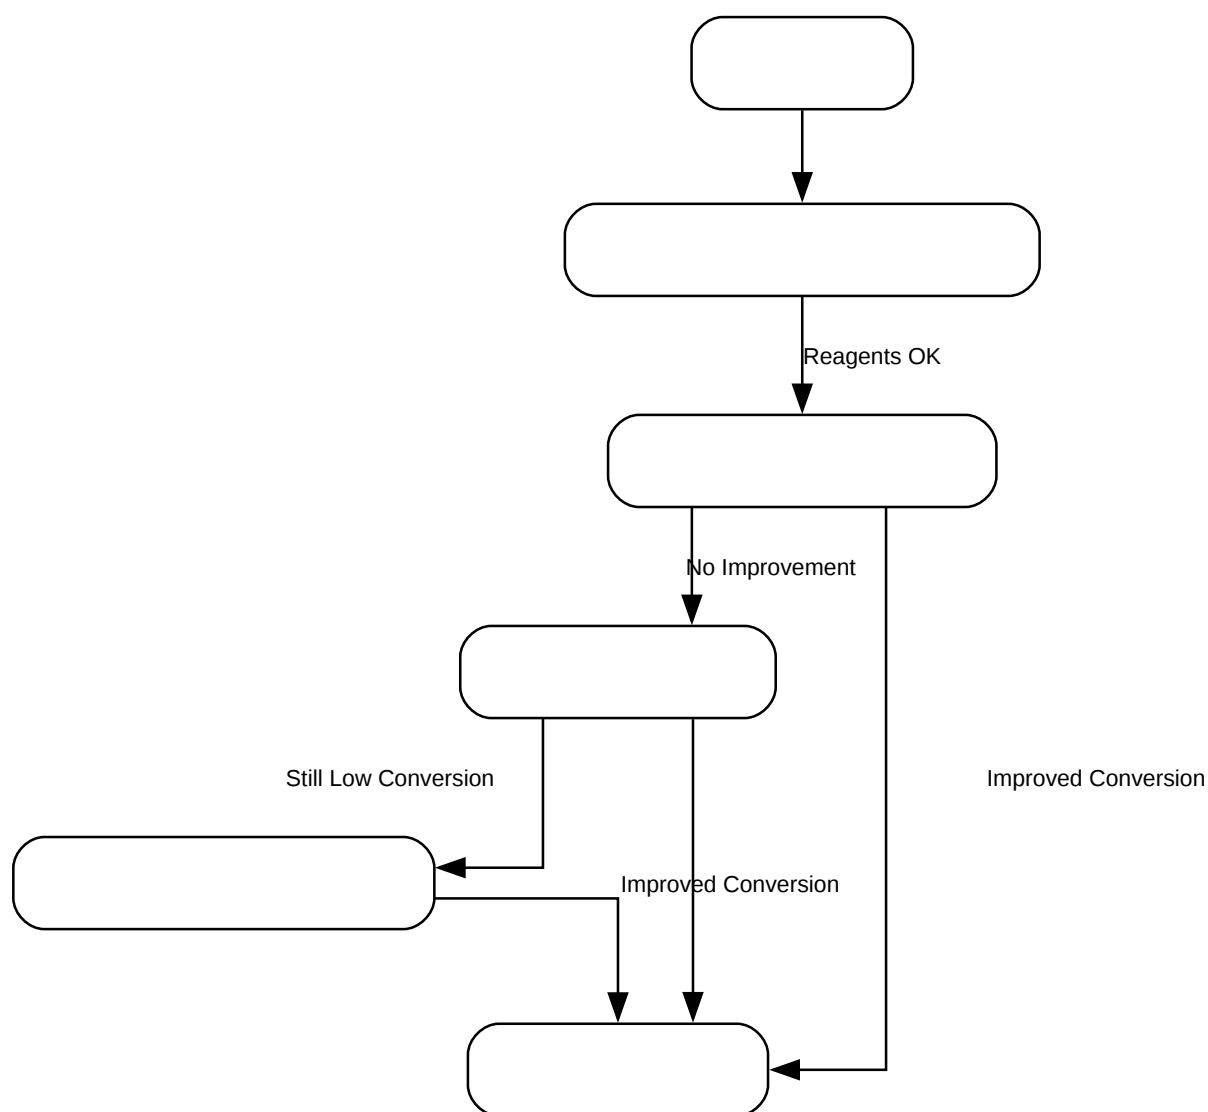 Reagents OK
No Improvement
Still Low Conversion
Improved Conversion
Improved Conversion